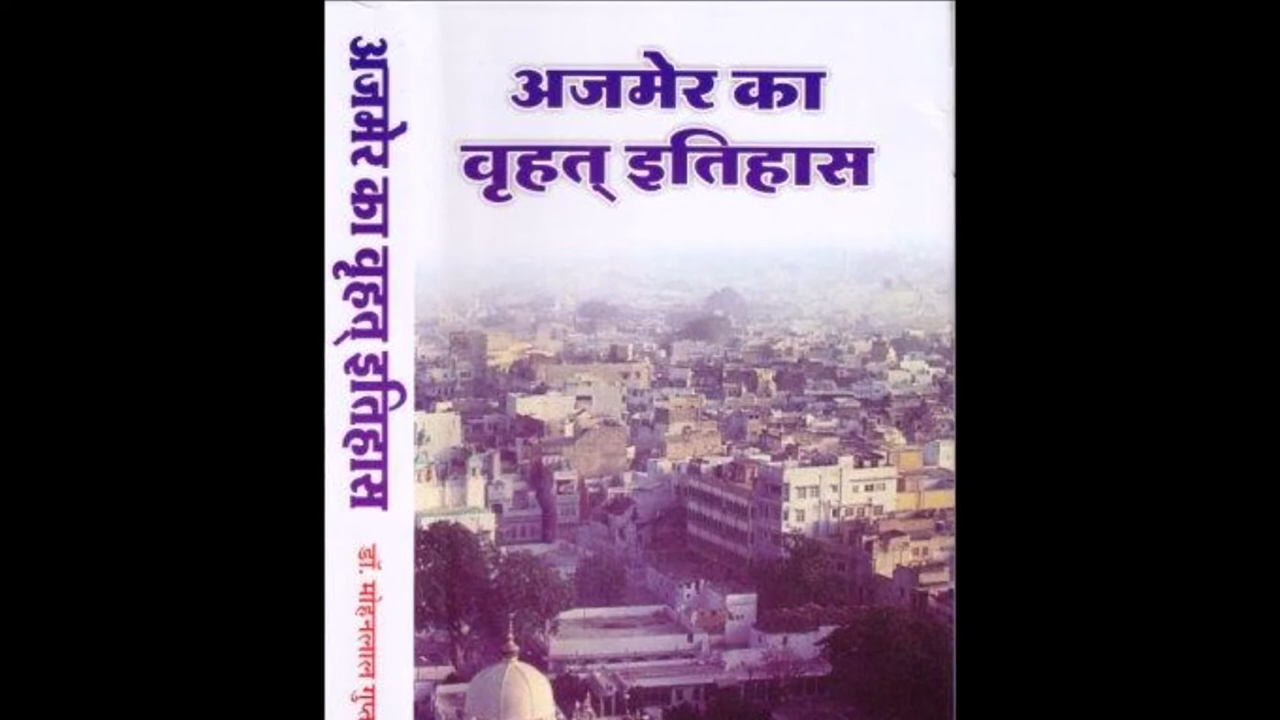 अजमेर का
वृहत् इतिहास
अजमेर का वृहत् इतिहास
डॉ. मोहनलाल